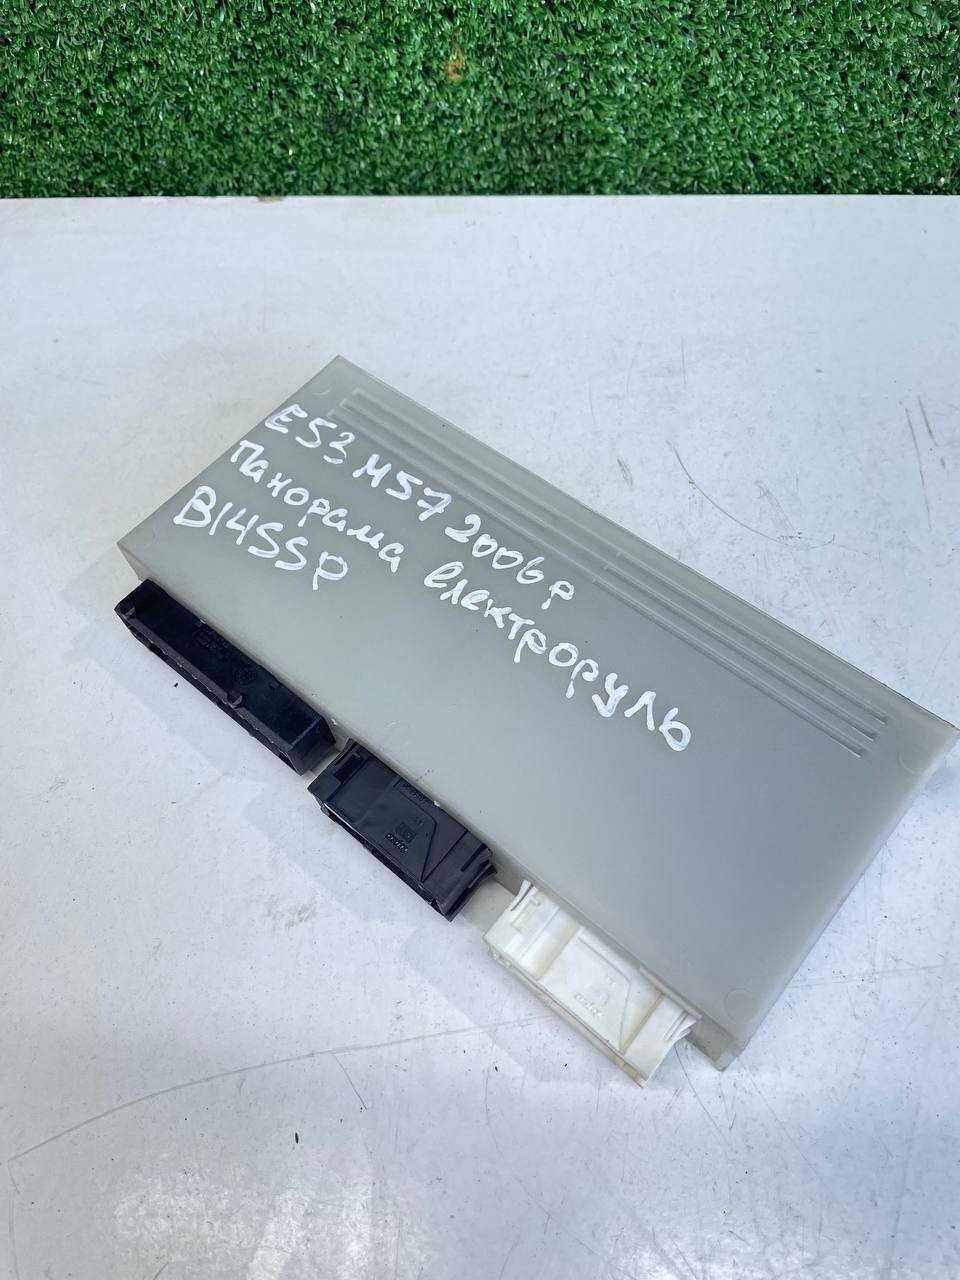 E53 M57 2006р
Панорама електроруль
B14SSP